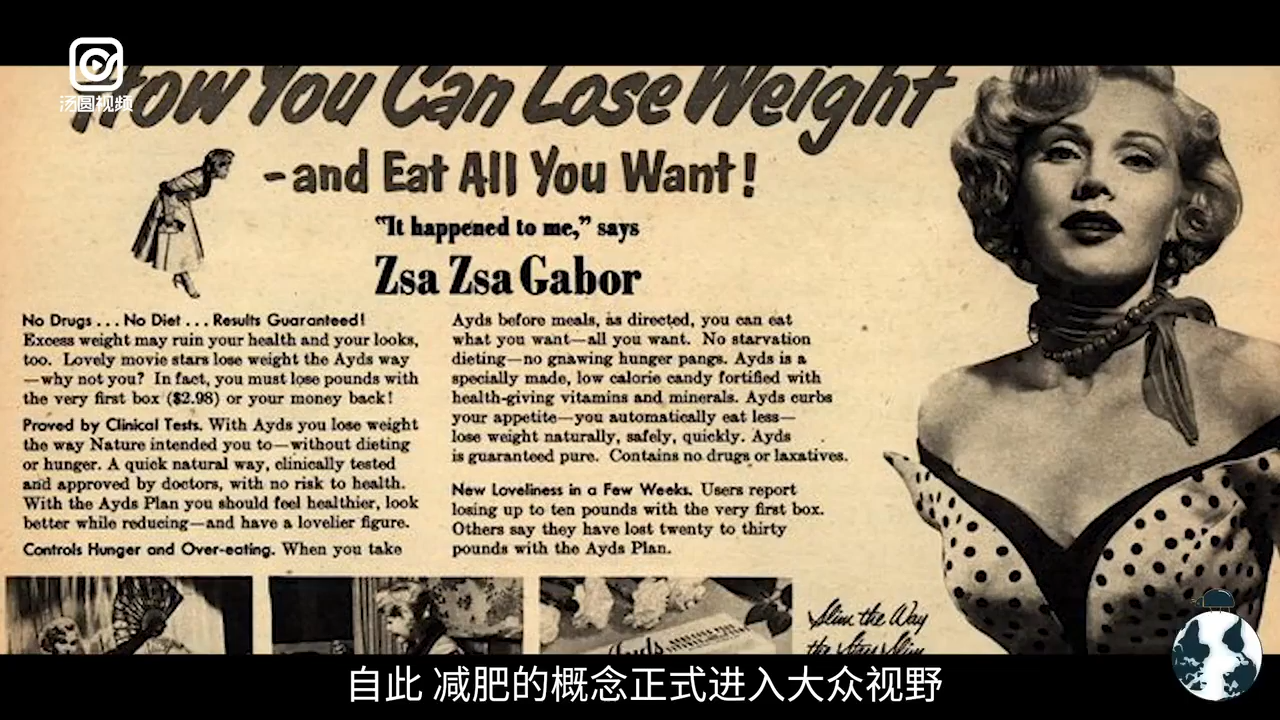 汤圆视频
How You Can Lose Weight
-and Eat All You Want!
"It happened to me," says
Zsa Zsa Gabor
No Drugs . . . No Diet . . . Results Guaranteed!
Excess weight may ruin your health and your looks,
too. Lovely movie stars lose weight the Ayds way
—why not you? In fact, you must lose pounds with
the very first box ($2.98) or your money back!
Proved by Clinical Tests. With Ayds you lose weight
the way Nature intended you to—without dieting
or hunger. A quick natural way, clinically tested
and approved by doctors, with no risk to health.
With the Ayds Plan you should feel healthier, look
better while reducing—and have a lovelier figure.
Controls Hunger and Over-eating. When you take
Ayds before meals, as directed, you can eat
what you want—all you want. No starvation
dieting—no gnawing hunger pangs. Ayds is a
specially made, low calorie candy fortified with
health-giving vitamins and minerals. Ayds curbs
your appetite—you automatically eat less—
lose weight naturally, safely, quickly. Ayds
is guaranteed pure. Contains no drugs or laxatives.
New Loveliness in a Few Weeks. Users report
losing up to ten pounds with the very first box.
Others say they have lost twenty to thirty
pounds with the Ayds Plan.
Ayds
Slim the Way
the Stars Slim
自此 减肥的概念正式进入大众视野